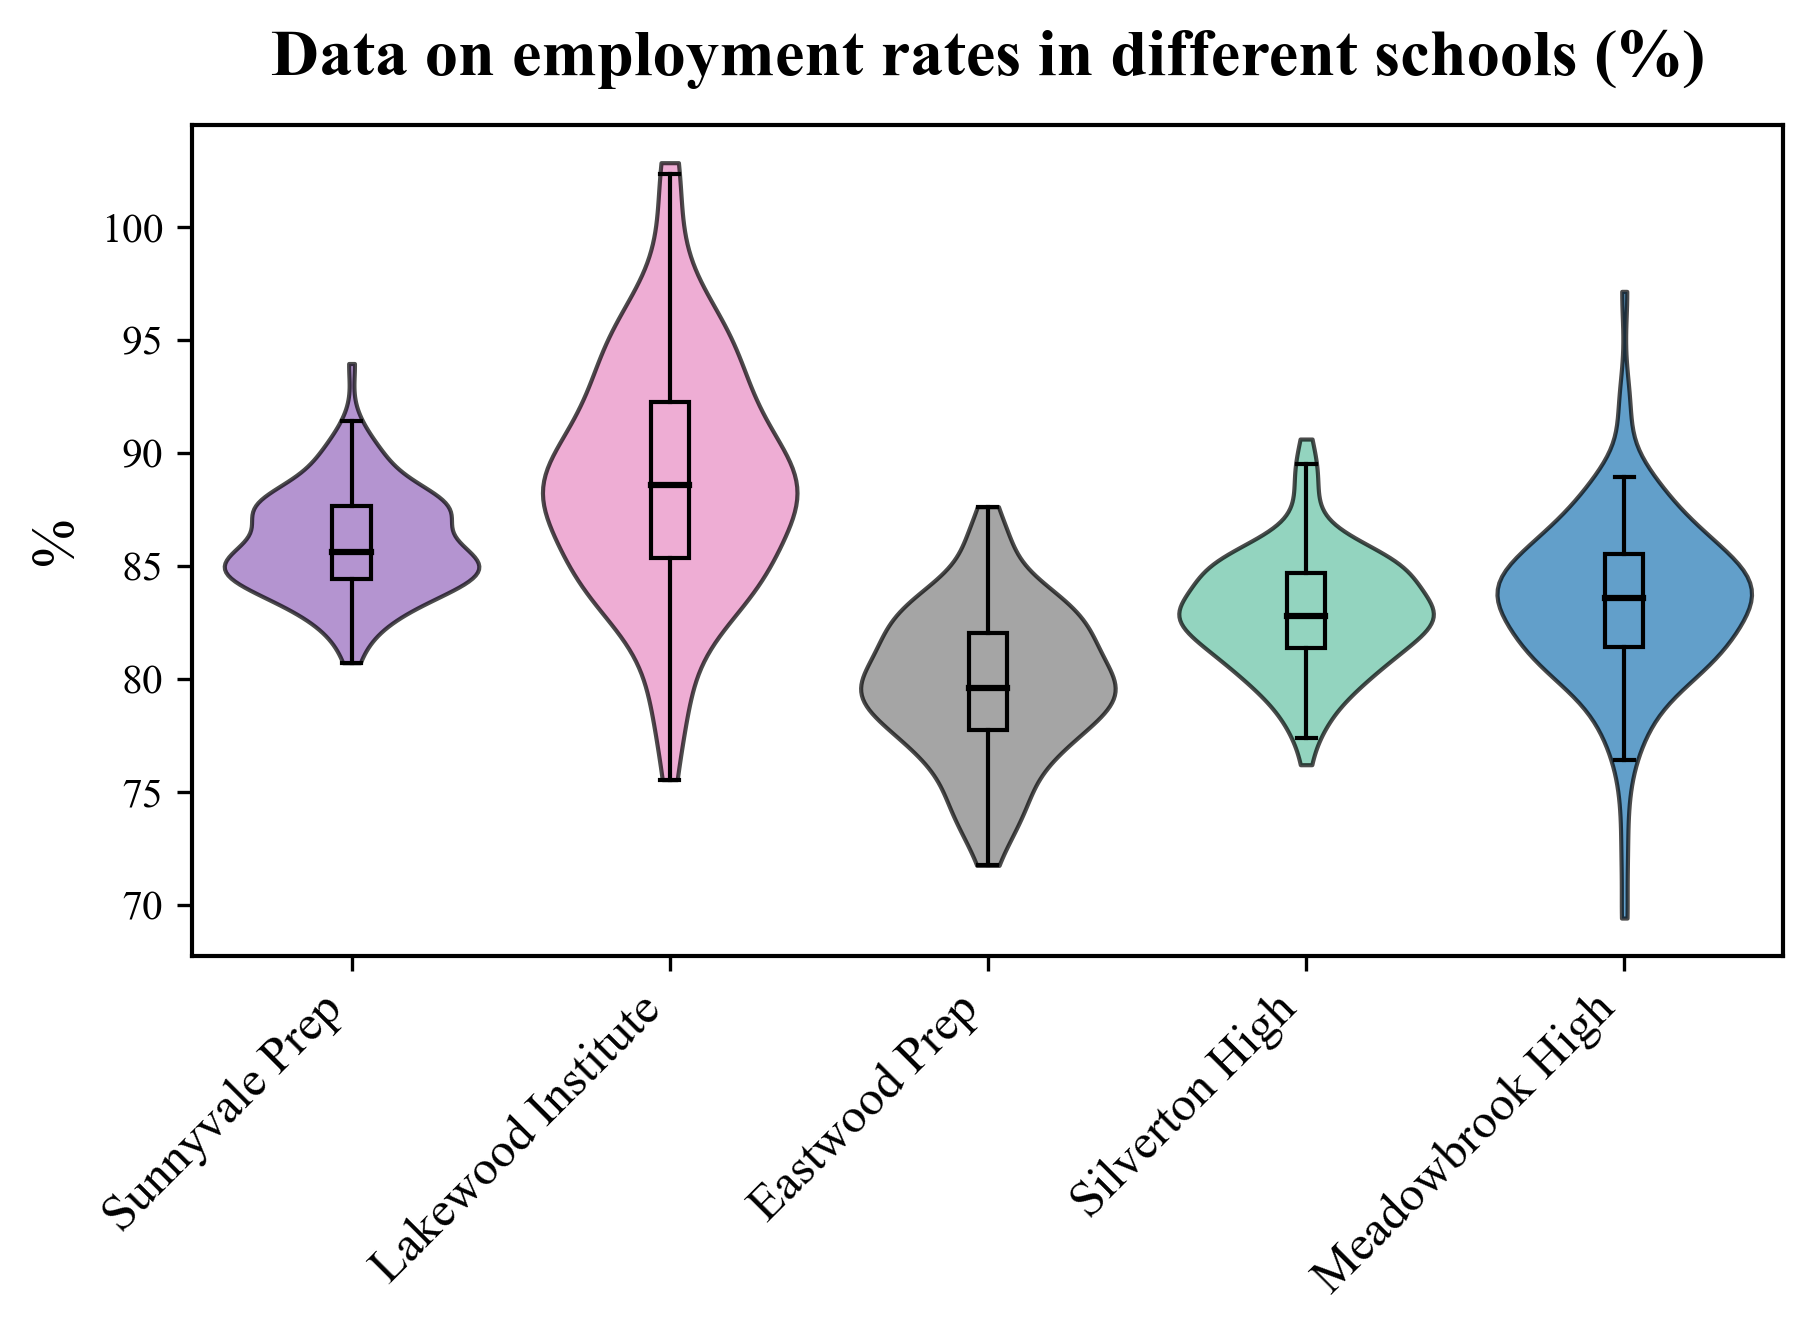 Data on employment rates in different schools (%)
%
100
95
90
85
80
75
70
Sunnyvale Prep
Lakewood Institute
Eastwood Prep
Silverton High
Meadowbrook High